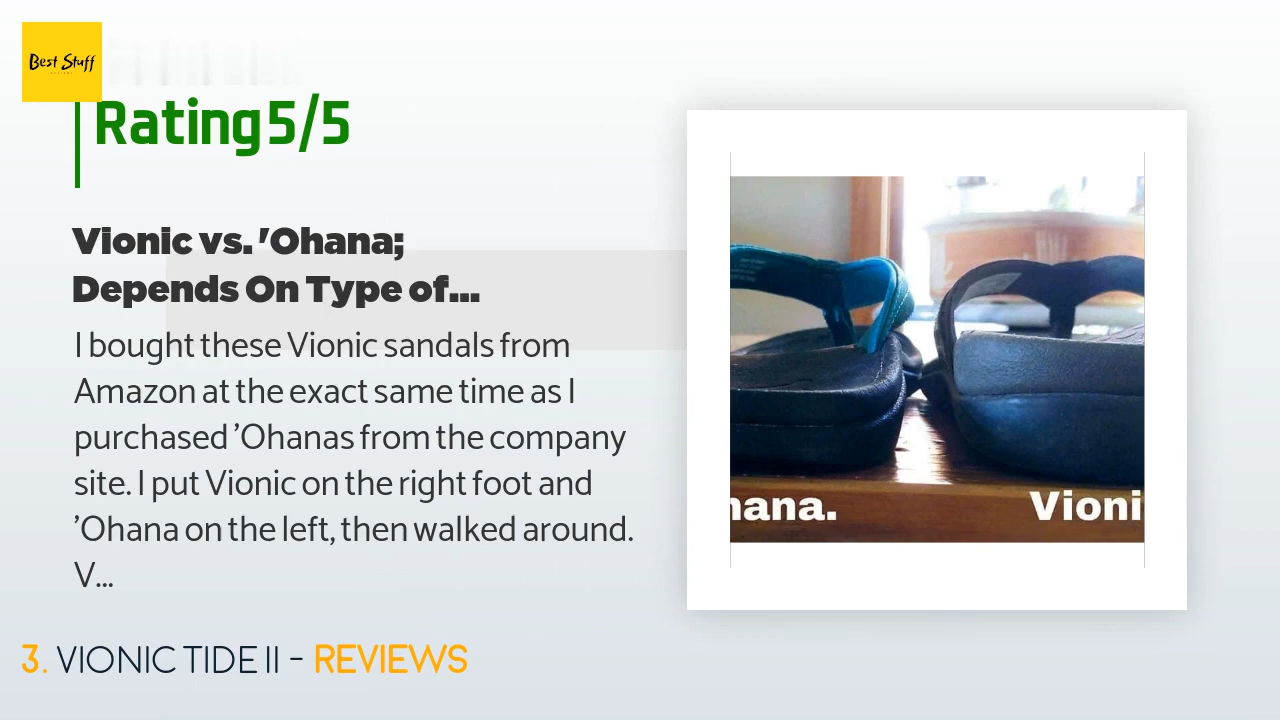 Best Stuff
Rating 5/5
Vionic vs. 'Ohana;
Depends On Type of...
I bought these Vionic sandals from
Amazon at the exact same time as I
purchased 'Ohanas from the company
site. I put Vionic on the right foot and
'Ohana on the left, then walked around.
V...
hana.
Vioni
3. VIONIC TIDE II - REVIEWS